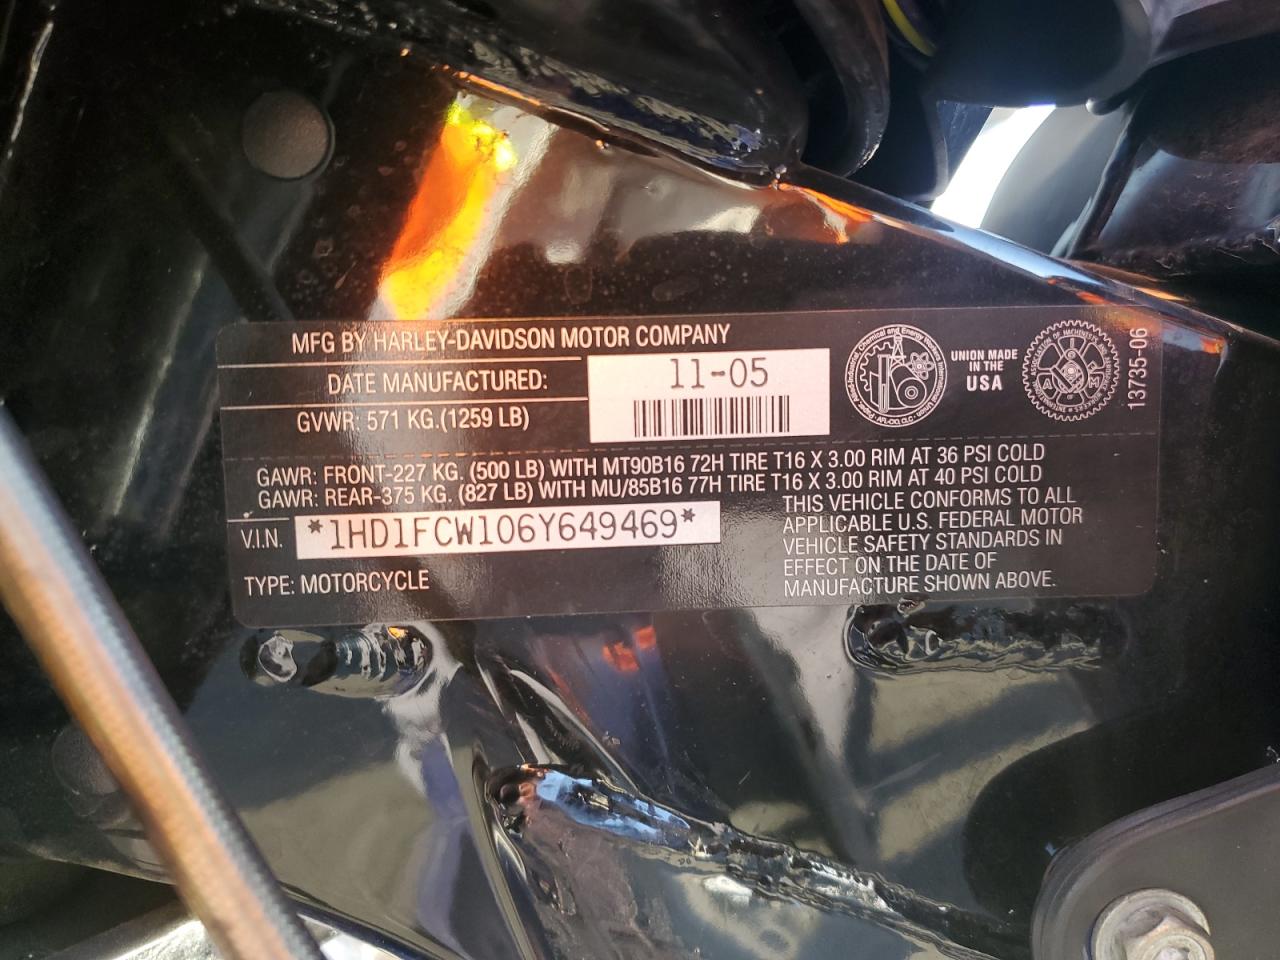 MFG BY HARLEY-DAVIDSON MOTOR COMPANY
DATE MANUFACTURED:
11-05
GVWR: 571 KG.(1259 LB)
UNION MADE
IN THE
USA
13735-06
GAWR: FRONT-227 KG. (500 LB) WITH MT90B16 72H TIRE T16 X 3.00 RIM AT 36 PSI COLD
GAWR: REAR-375 KG. (827 LB) WITH MU/85B16 77H TIRE T16 X 3.00 RIM AT 40 PSI COLD
V.I.N. *1HD1FCW106Y649469*
TYPE: MOTORCYCLE
THIS VEHICLE CONFORMS TO ALL
APPLICABLE U.S. FEDERAL MOTOR
VEHICLE SAFETY STANDARDS IN
EFFECT ON THE DATE OF
MANUFACTURE SHOWN ABOVE.